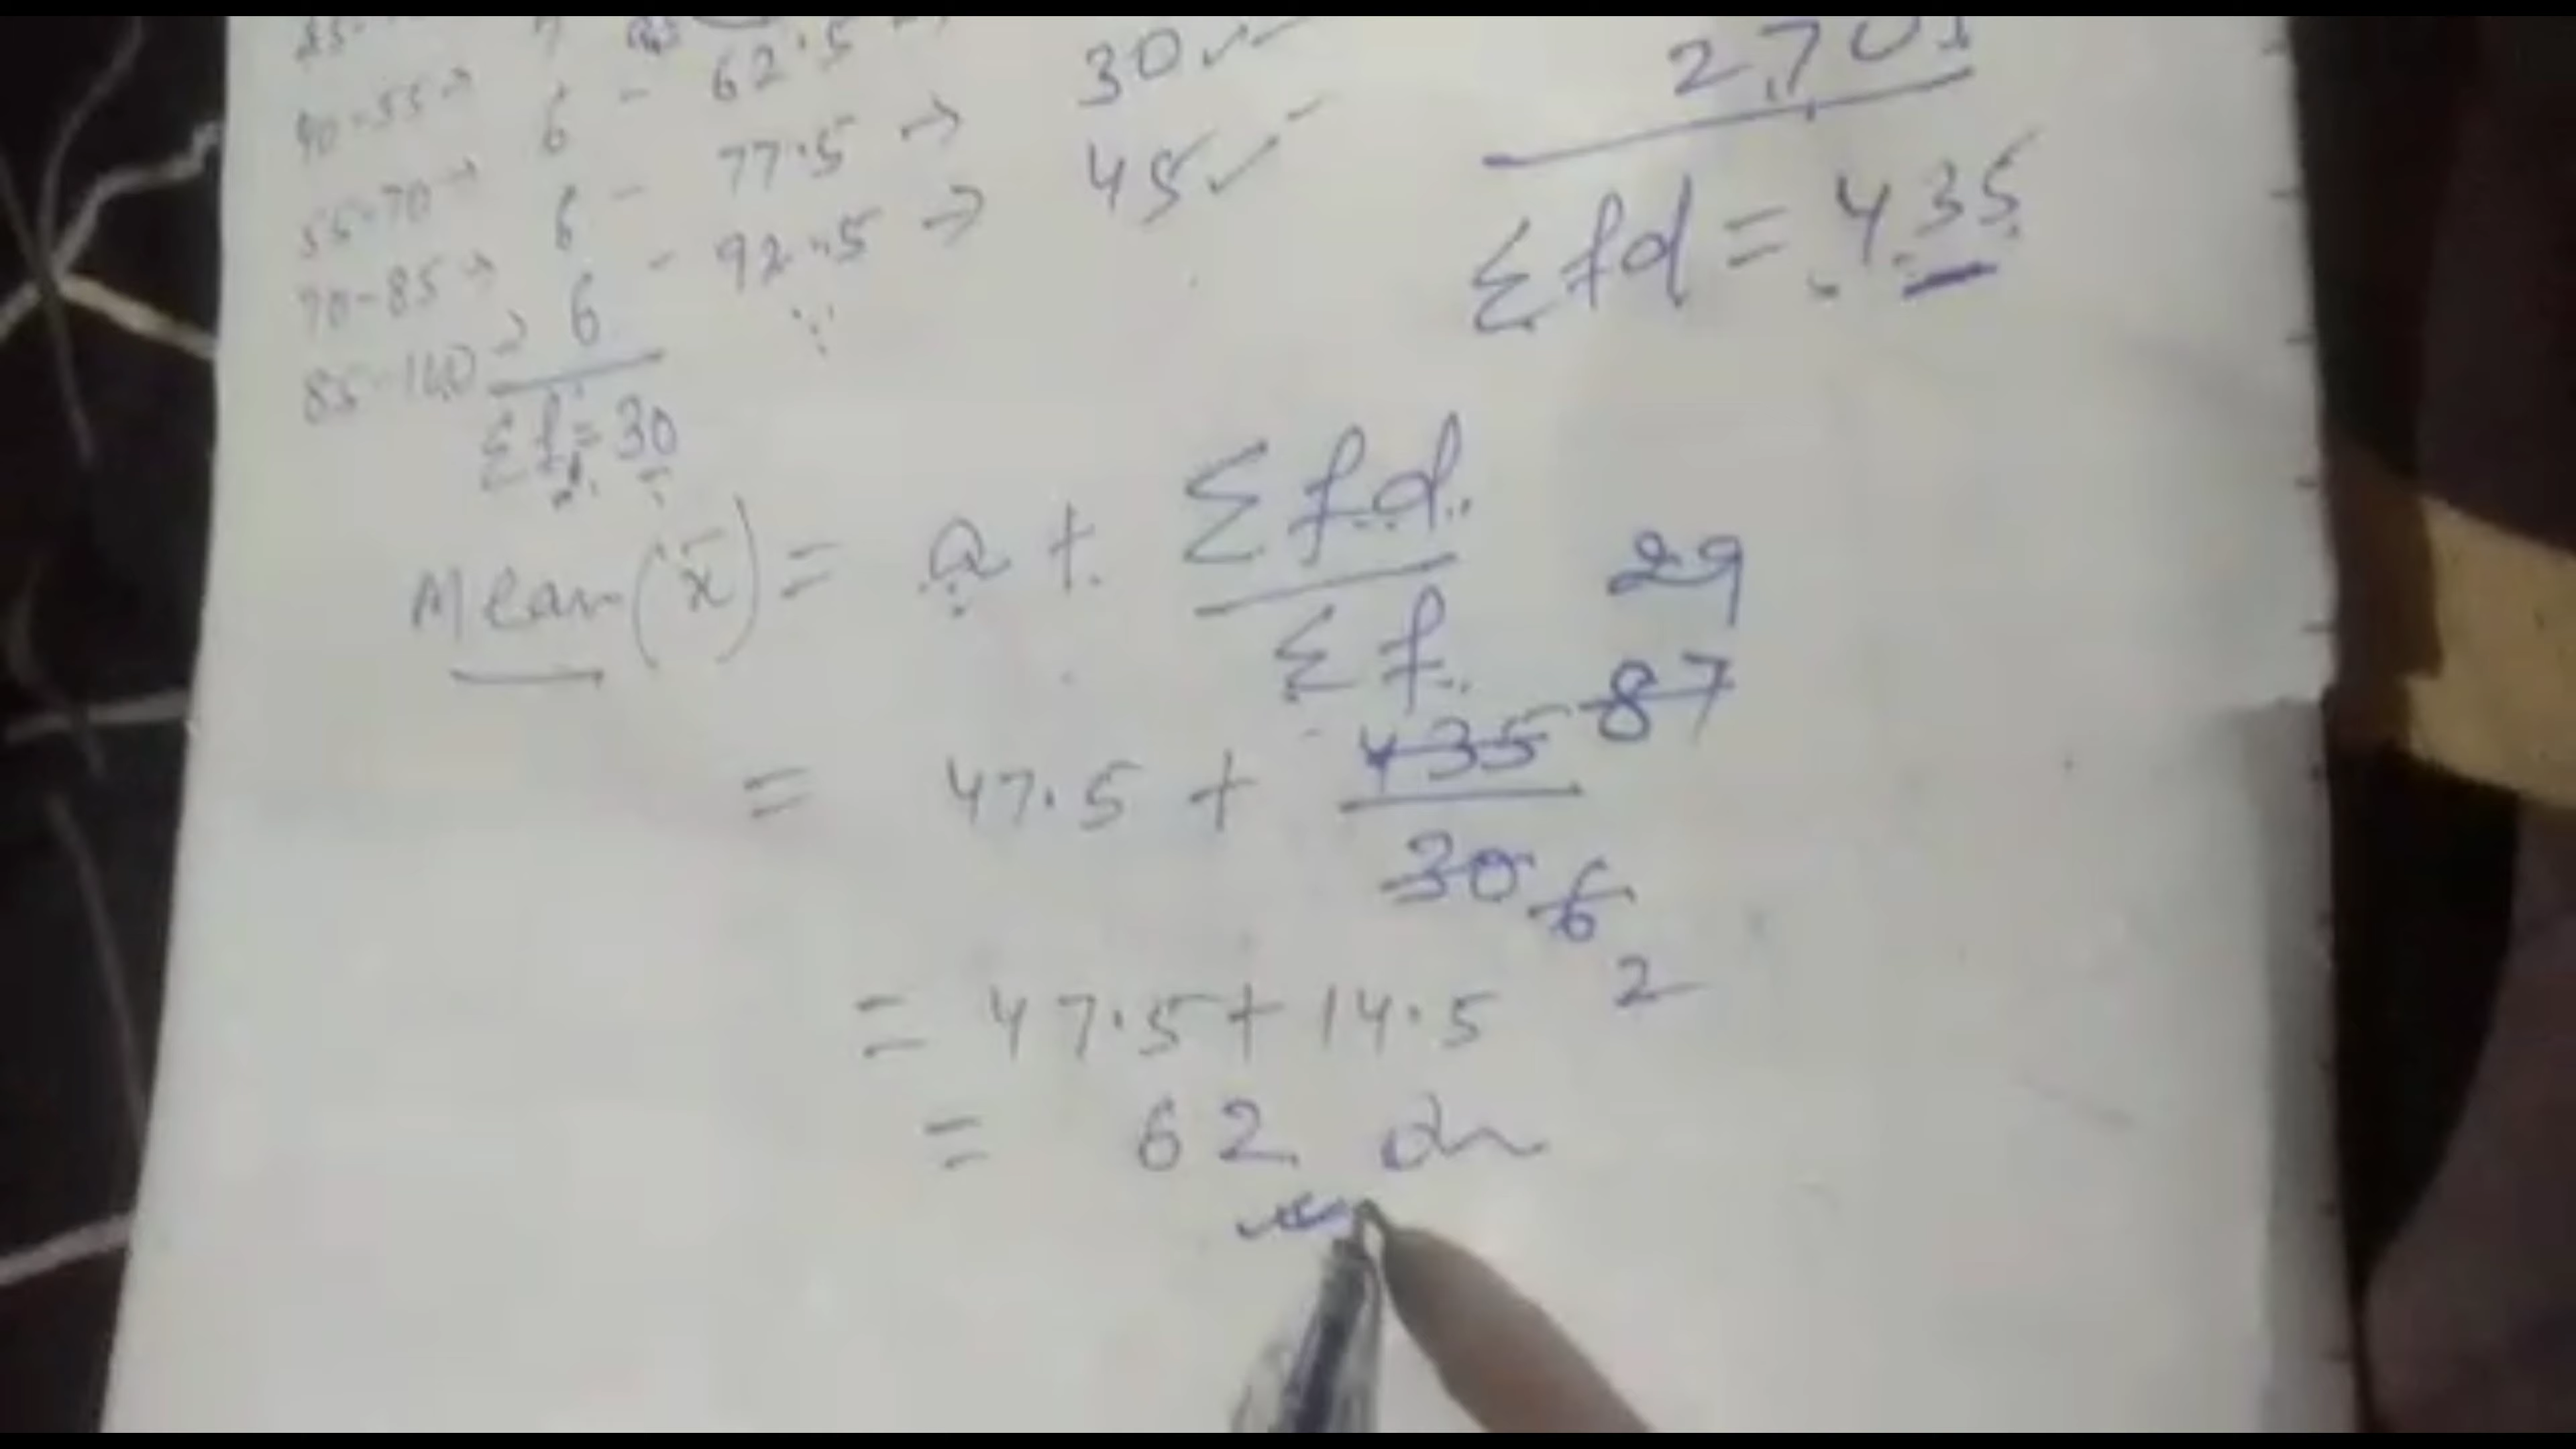 6 - 62.5 30 ✓ 270
40-55 → 6 - 77.5 → 45 ✓
55-70 → 6 - 92.5 → Σfd = 435
70-85 → 6
85-100 →
Σf = 30
Mean (x̄) = a + Σfd / Σf
29
= 47.5 + 435 / 30 87
6
2
= 47.5 + 14.5
= 62